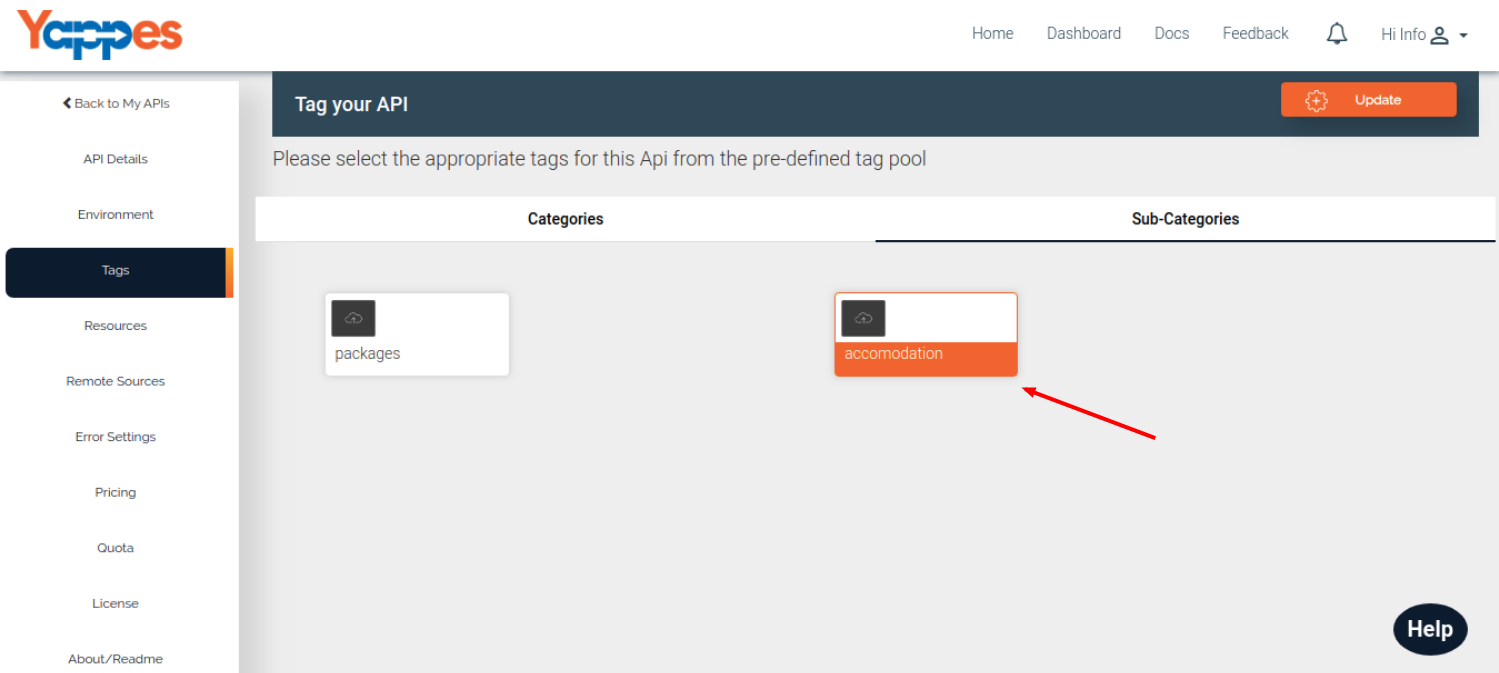 Yappes
Home Dashboard Docs Feedback Hi Info
Back to My APIs
API Details
Environment
Tags
Resources
Remote Sources
Error Settings
Pricing
Quota
License
About/Readme
Tag your API
Update
Please select the appropriate tags for this Api from the pre-defined tag pool
Categories Sub-Categories
packages accomodation
Help